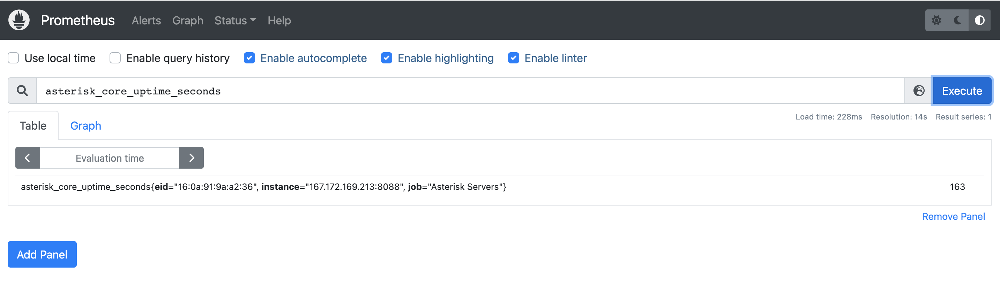 Prometheus Alerts Graph Status Help
Use local time Enable query history Enable autocomplete Enable highlighting Enable linter
asterisk_core_uptime_seconds Execute
Table Graph Load time: 228ms Resolution: 14s Result series: 1
Evaluation time
asterisk_core_uptime_seconds{eid="16:0a:91:9a:a2:36", instance="167.172.169.213:8088", job="Asterisk Servers"} 163
Remove Panel
Add Panel